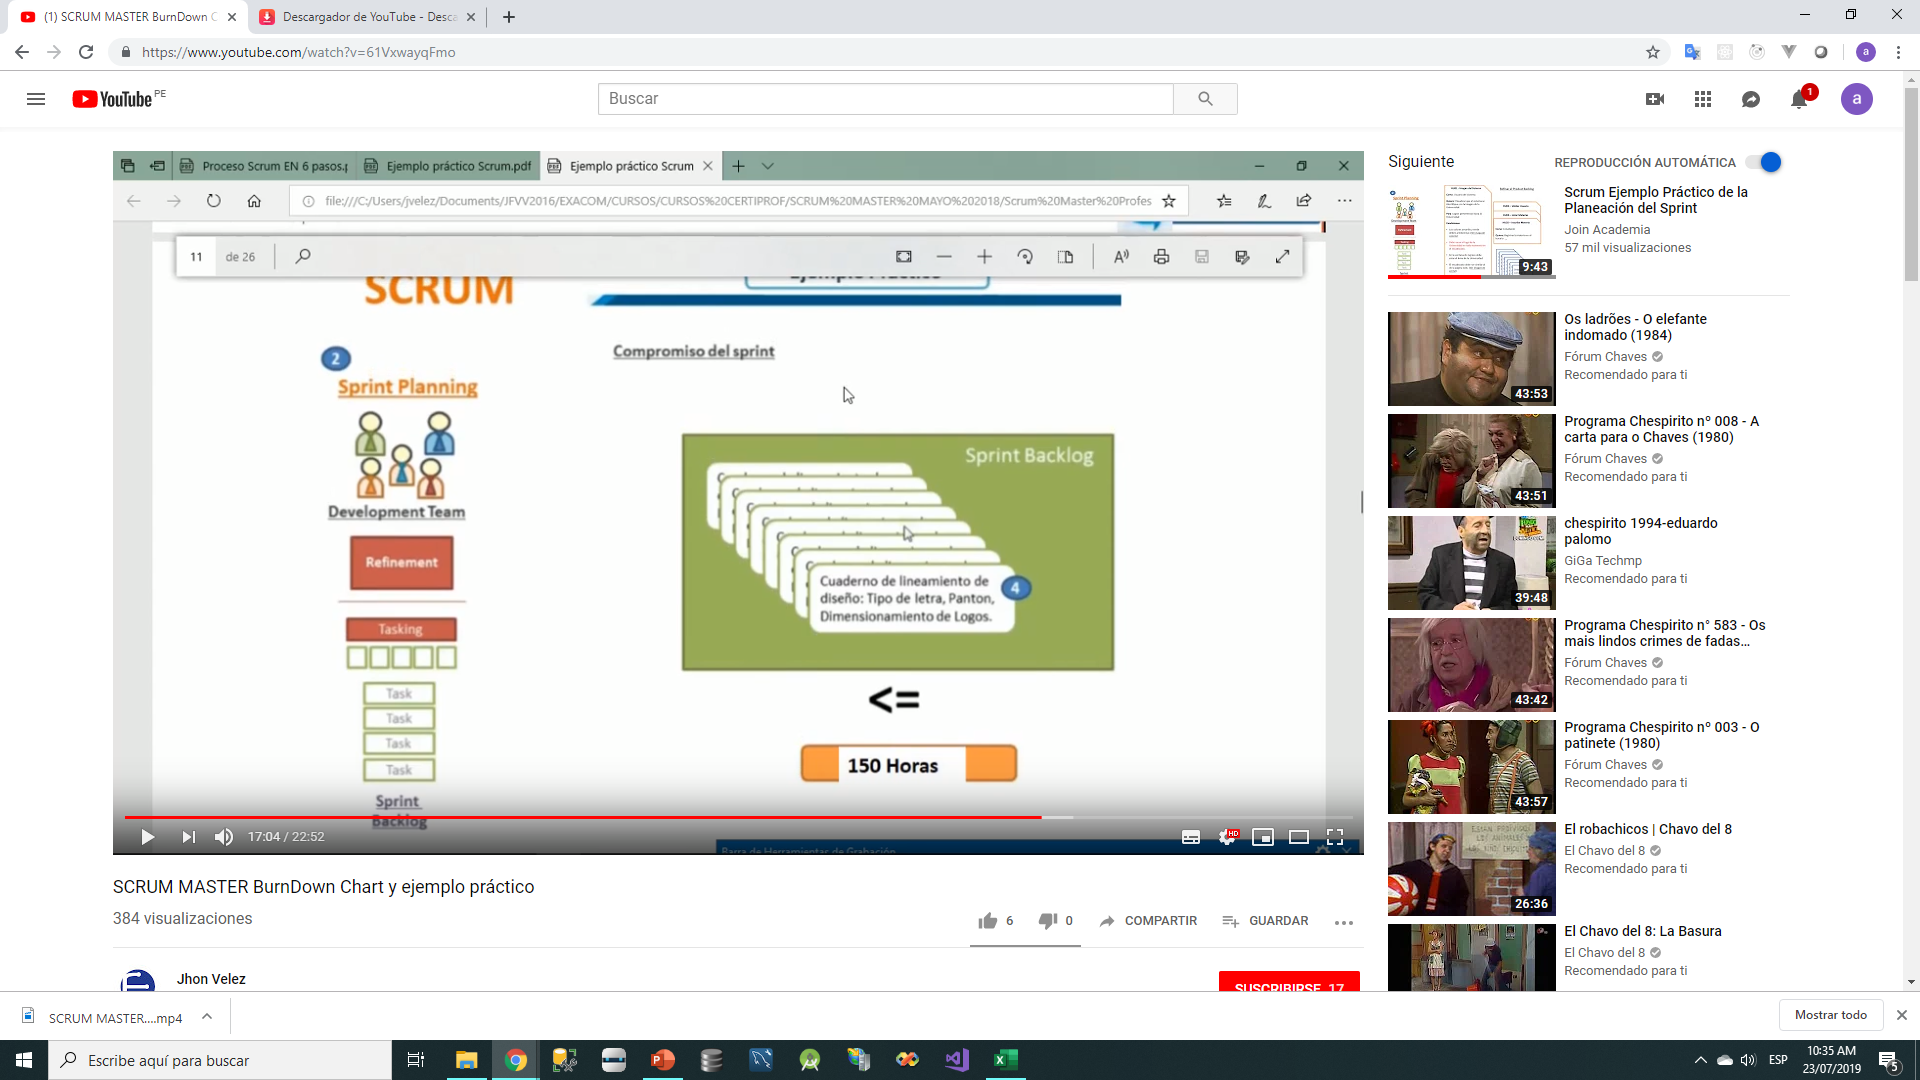 (1) SCRUM MASTER BurnDown C
Descargador de YouTube - Desca
https://www.youtube.com/watch?v=61VxwayqFmo
a
YouTube PE
Buscar
1
a
Proceso Scrum EN 6 pasos.p
Ejemplo práctico Scrum.pdf
Ejemplo práctico Scrum
file:///C:/Users/jvelez/Documents/JFVV2016/EXACOM/CURSOS/CURSOS%20CERTIPROF/SCRUM%20MASTER%20MAYO%202018/Scrum%20Master%20Profes
11 de 26
SCRUM
Ejemplo Práctico
2
Sprint Planning
Development Team
Refinement
Tasking
Task
Task
Task
Task
Sprint
Backlog
Compromiso del sprint
Sprint Backlog
Cuaderno de lineamiento de
diseño: Tipo de letra, Panton,
Dimensionamiento de Logos.
4
<=
150 Horas
Barra de Herramientas de Grabación
17:04 / 22:52
HD
SCRUM MASTER BurnDown Chart y ejemplo práctico
384 visualizaciones
6
0
COMPARTIR
GUARDAR
Jhon Velez
SUSCRIBIRSE 17
Siguiente
REPRODUCCIÓN AUTOMÁTICA
Scrum Ejemplo Práctico de la
Planeación del Sprint
Join Academia
57 mil visualizaciones
9:43
Os ladrões - O elefante
indomado (1984)
Fórum Chaves
Recomendado para ti
43:53
Programa Chespirito nº 008 - A
carta para o Chaves (1980)
Fórum Chaves
Recomendado para ti
43:51
chespirito 1994-eduardo
palomo
GiGa Techmp
Recomendado para ti
39:48
Programa Chespirito n° 583 - Os
mais lindos crimes de fadas...
Fórum Chaves
Recomendado para ti
43:42
Programa Chespirito nº 003 - O
patinete (1980)
Fórum Chaves
Recomendado para ti
43:57
El robachicos | Chavo del 8
El Chavo del 8
Recomendado para ti
26:36
El Chavo del 8: La Basura
El Chavo del 8
Recomendado para ti
SCRUM MASTER....mp4
Mostrar todo
Escribe aquí para buscar
ESP
10:35 AM
23/07/2019
5